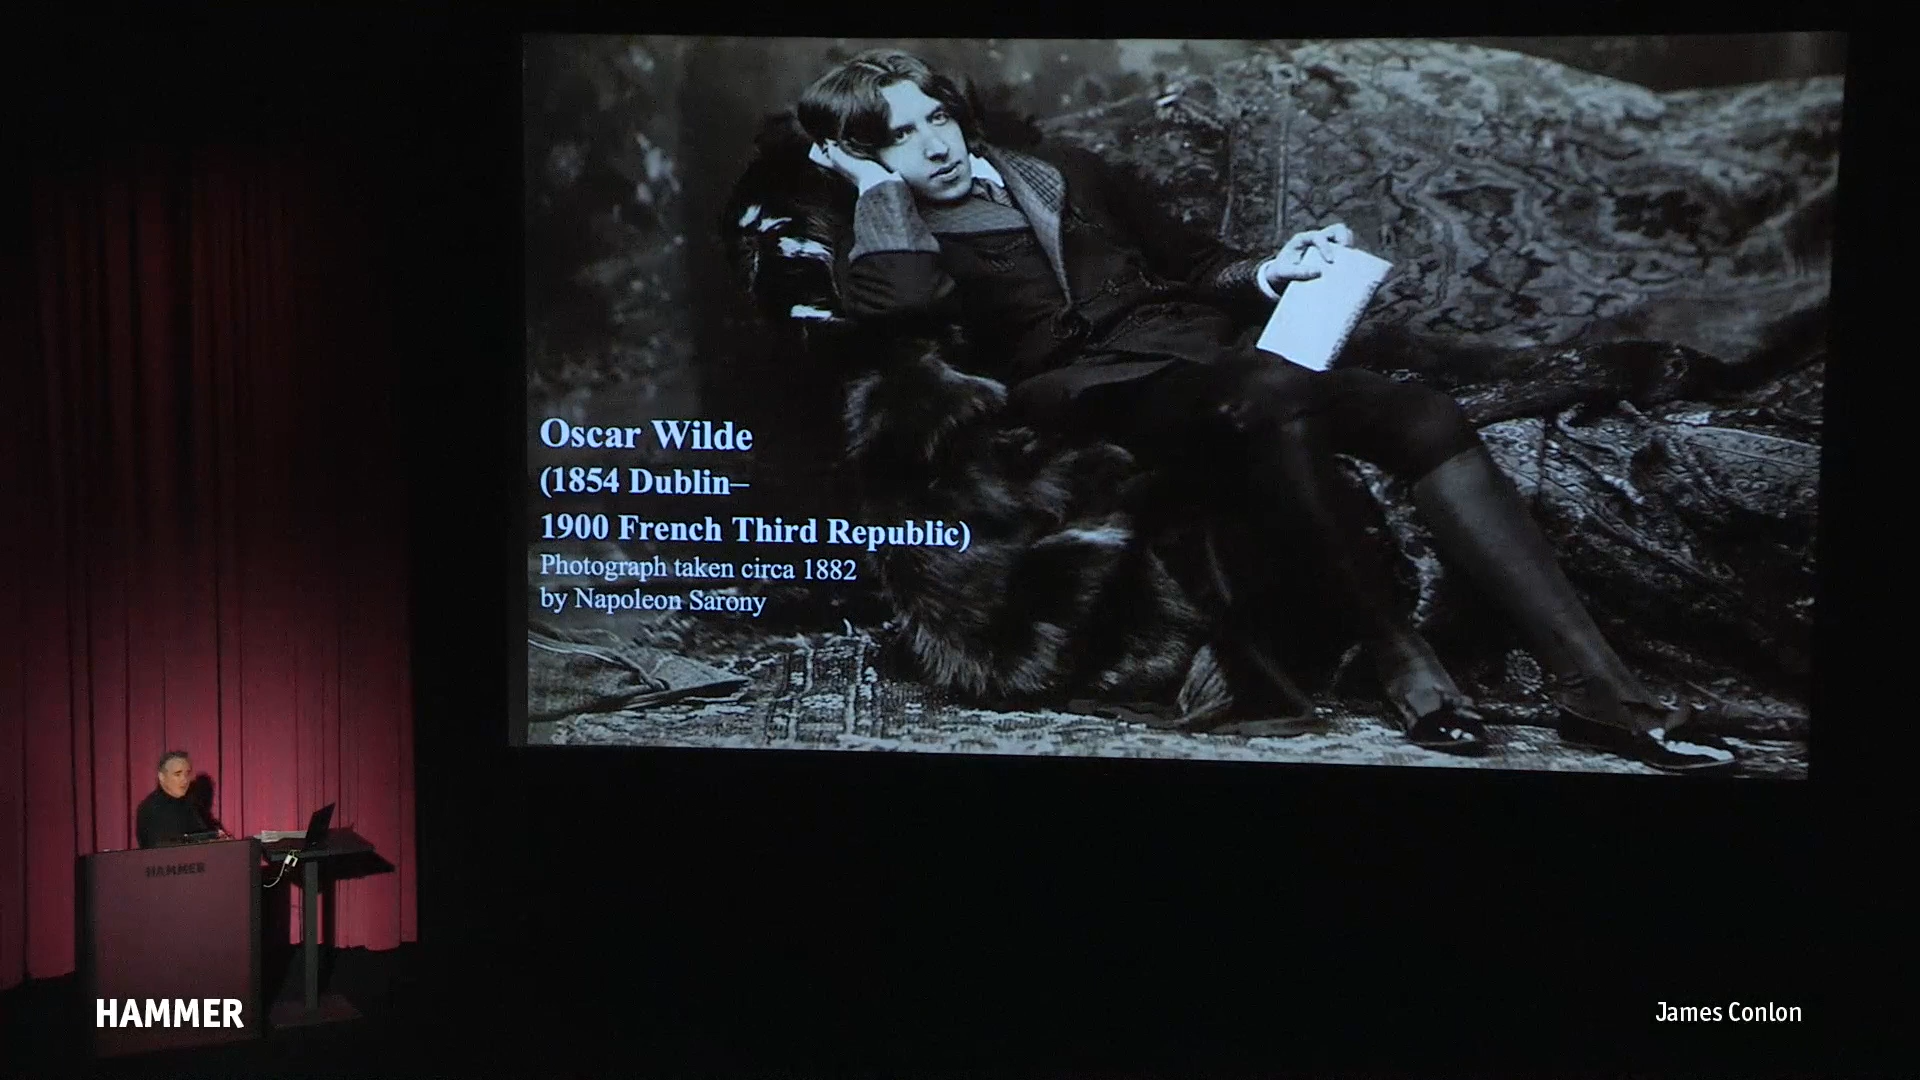 Oscar Wilde
(1854 Dublin–
1900 French Third Republic)
Photograph taken circa 1882
by Napoleon Sarony
HAMMER
HAMMER
James Conlon